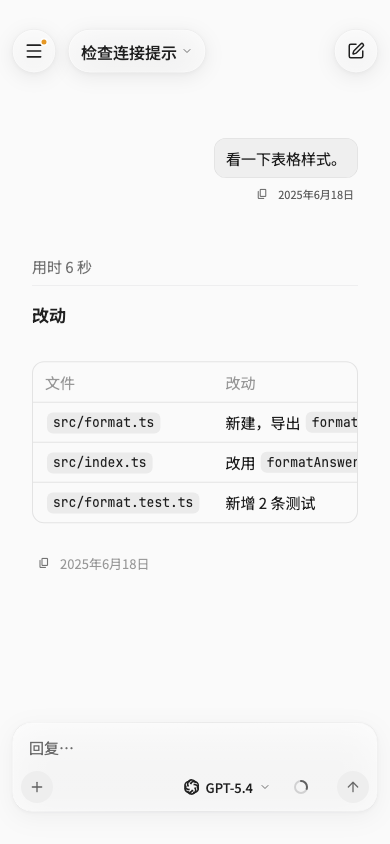 检查连接提示
看一下表格样式。
2025年6月18日
用时 6 秒
改动
文件 改动
src/format.ts 新建，导出 format
src/index.ts 改用 formatAnswer
src/format.test.ts 新增 2 条测试
2025年6月18日
回复…
GPT-5.4